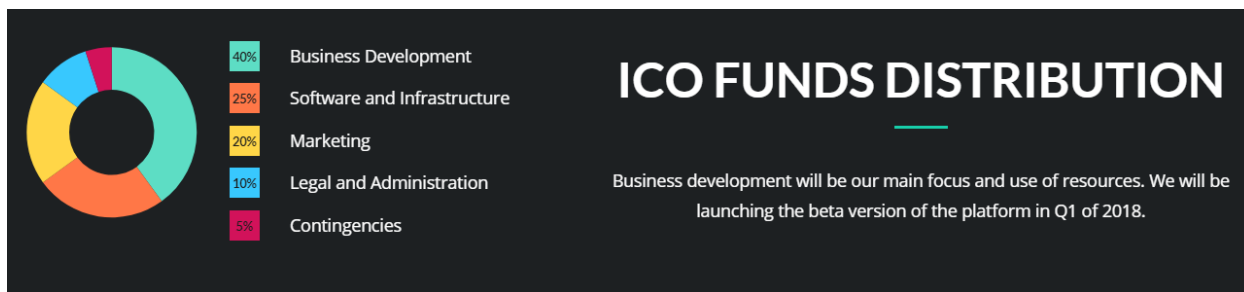 40% Business Development
25% Software and Infrastructure
20% Marketing
10% Legal and Administration
5% Contingencies
ICO FUNDS DISTRIBUTION
Business development will be our main focus and use of resources. We will be
launching the beta version of the platform in Q1 of 2018.